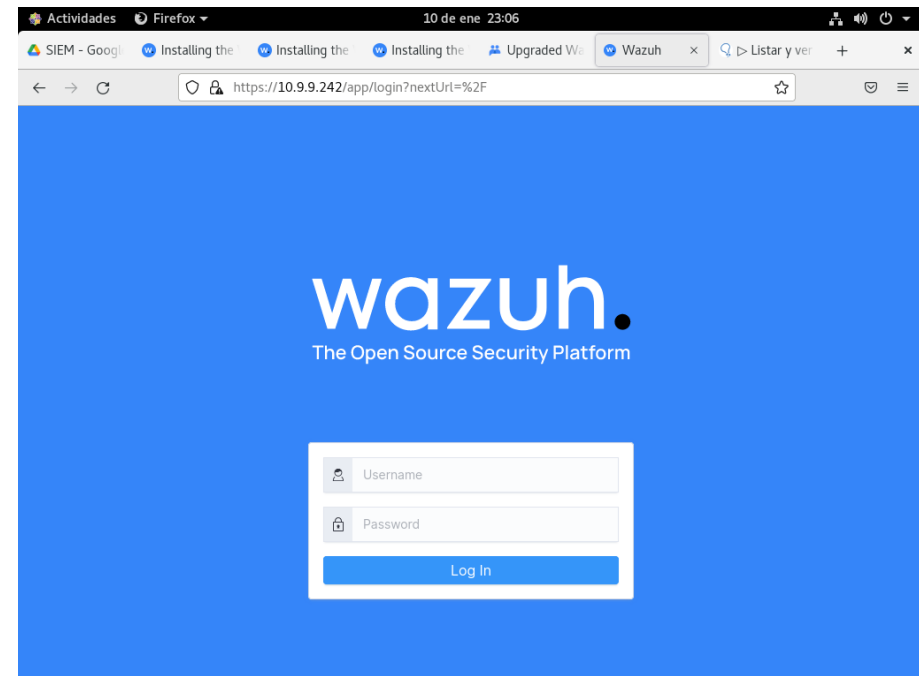 Actividades Firefox 10 de ene 23:06
SIEM - Googl Installing the Installing the Installing the Upgraded Wa Wazuh × ▷ Listar y ver +
https://10.9.9.242/app/login?nextUrl=%2F
wazuh.
The Open Source Security Platform
Username
Password
Log In